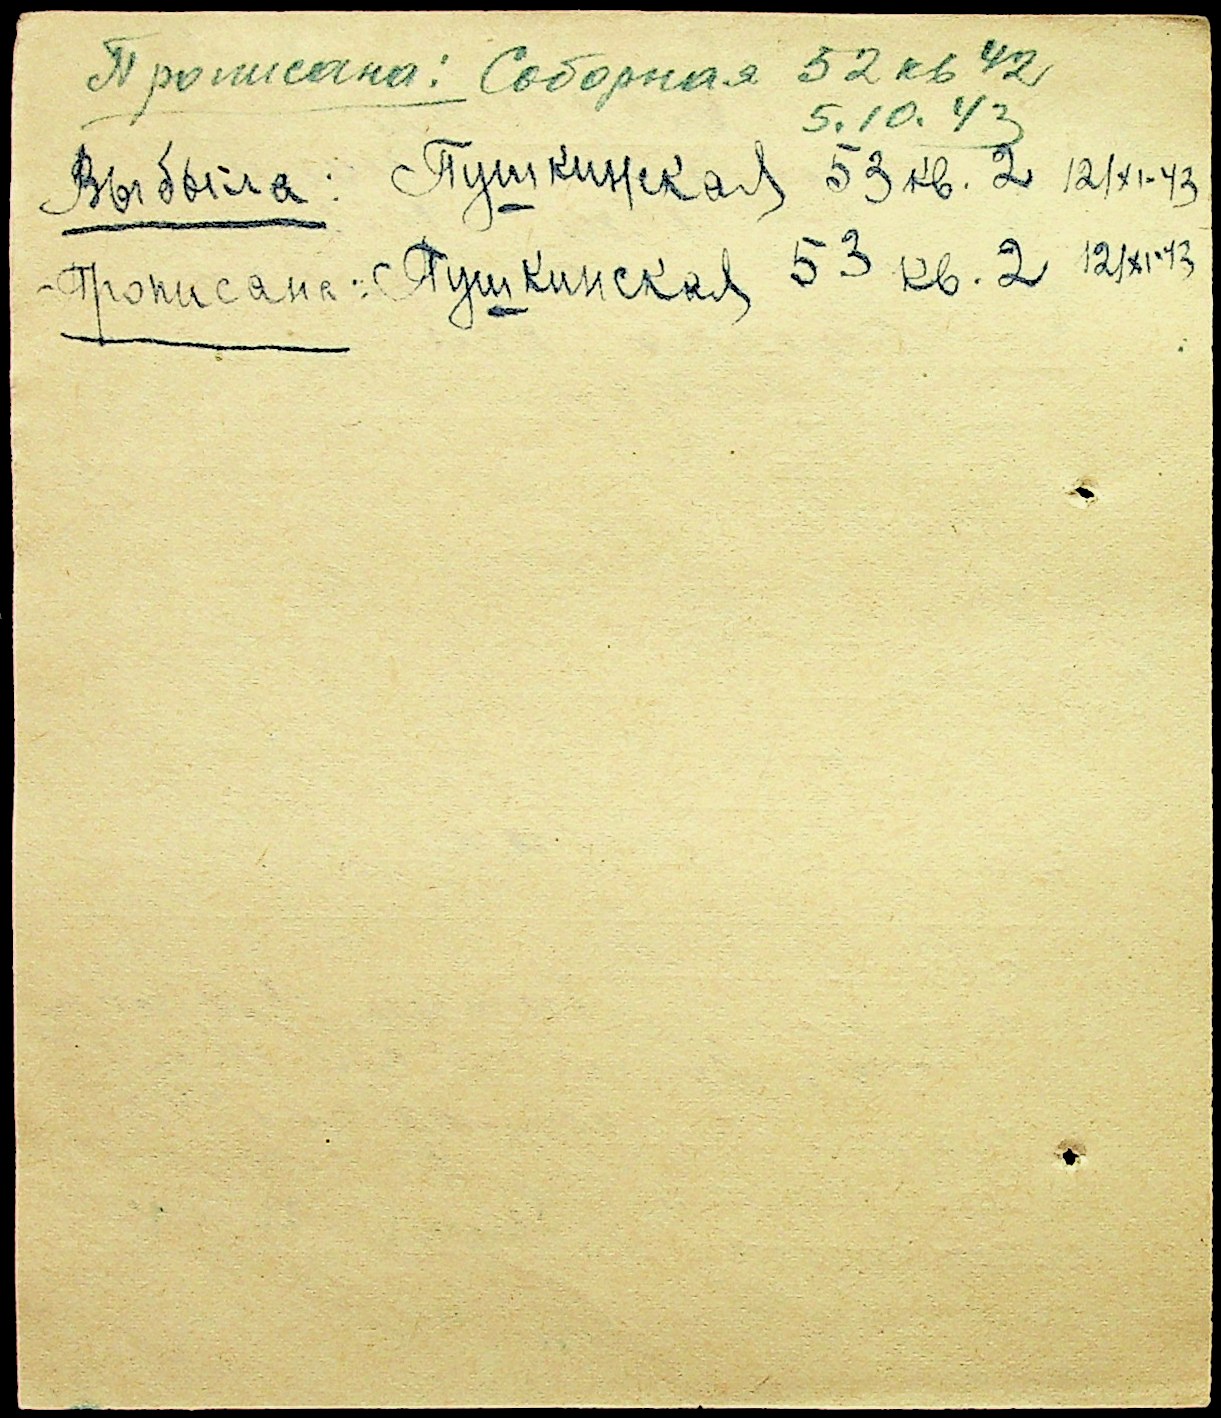 Прописана: Соборная 52 кв 42
5.10.43
Выбыла: Пушкинская 53 кв. 2 12/XI-43
Прописана: Пушкинская 53 кв. 2 12/XI-43